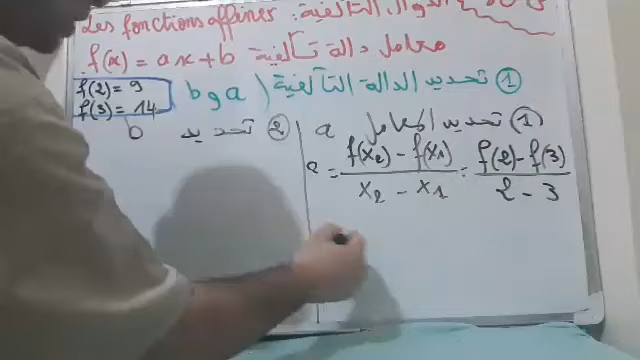 Les fonctions affines : الدوال التآلفية
f(x) = ax+b معامل دالة تآلفية
① تحديد الدالة التآلفية (a و b
f(2) = 9
f(3) = 14
① تحديد المعامل a
a = f(x₂) - f(x₁) / x₂ - x₁ = f(2) - f(3) / 2 - 3
② تحديد b